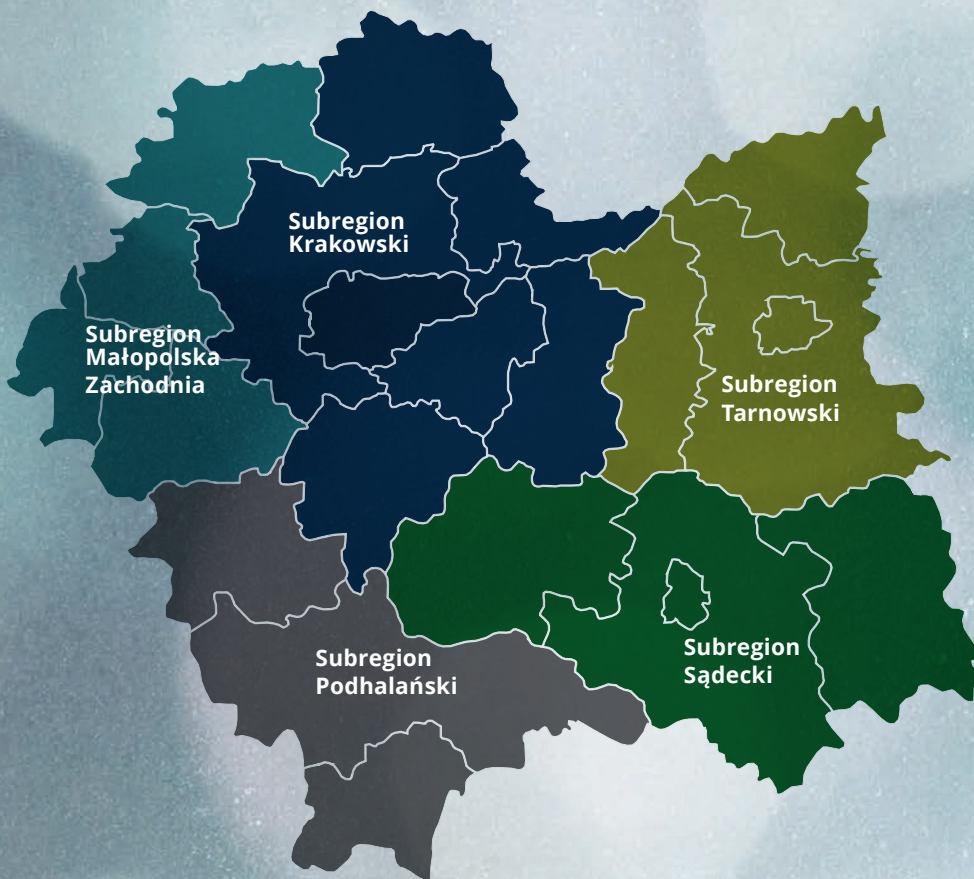 Subregion
Krakowski
Subregion
Małopolska
Zachodnia
Subregion
Tarnowski
Subregion
Sądecki
Subregion
Podhalański